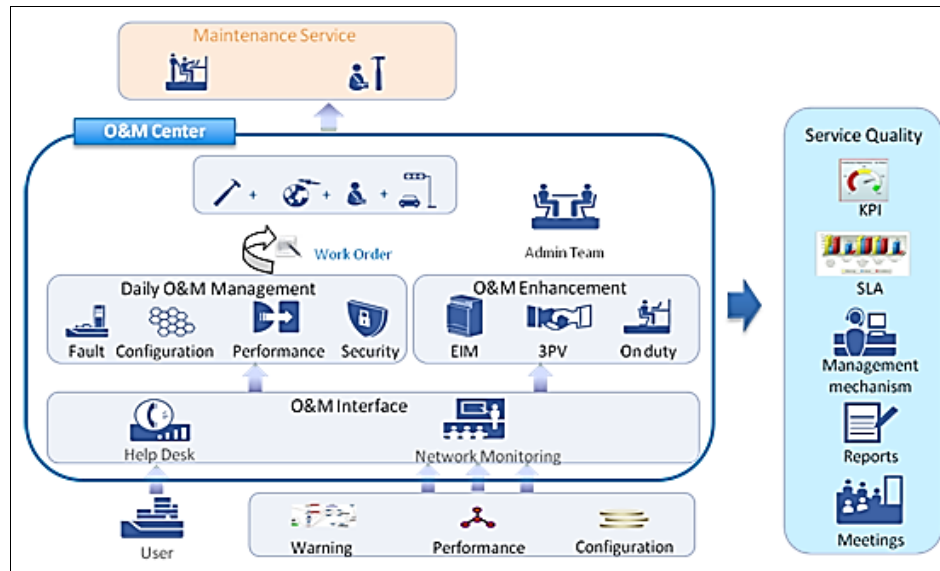 Maintenance Service
O&M Center
+ + +
Work Order
Admin Team
Daily O&M Management
Fault Configuration Performance Security
O&M Enhancement
EIM 3PV On duty
O&M Interface
Help Desk
Network Monitoring
User
Warning Performance Configuration
Service Quality
KPI
SLA
Management
mechanism
Reports
Meetings